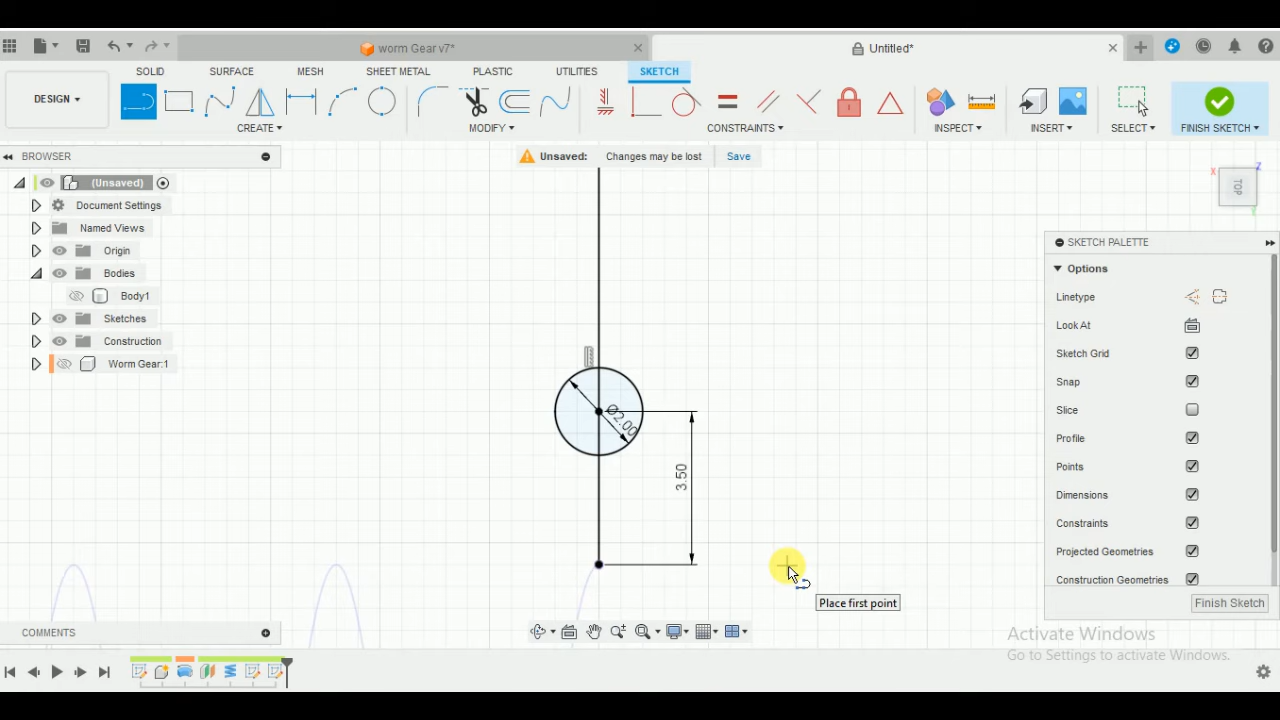 worm Gear v7*
Untitled*
DESIGN
SOLID
SURFACE
MESH
SHEET METAL
PLASTIC
UTILITIES
SKETCH
CREATE
MODIFY
CONSTRAINTS
INSPECT
INSERT
SELECT
FINISH SKETCH
BROWSER
Unsaved: Changes may be lost Save
(Unsaved)
Document Settings
Named Views
Origin
Bodies
Body1
Sketches
Construction
Worm Gear:1
X
Z
TOP
Y
Ø2.00
3.50
Place first point
SKETCH PALETTE
Options
Linetype
Look At
Sketch Grid
Snap
Slice
Profile
Points
Dimensions
Constraints
Projected Geometries
Construction Geometries
Finish Sketch
COMMENTS
Activate Windows
Go to Settings to activate Windows.